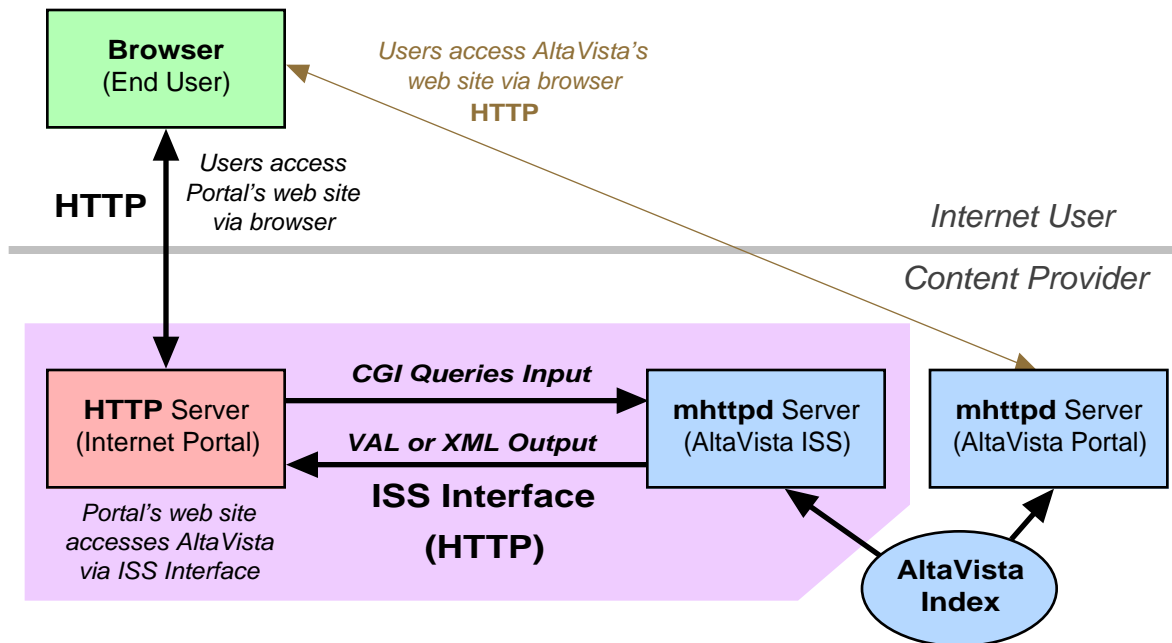 Browser
(End User)
Users access AltaVista’s
web site via browser
HTTP
HTTP
Users access
Portal’s web site
via browser
Internet User
Content Provider
HTTP Server
(Internet Portal)
CGI Queries Input
VAL or XML Output
ISS Interface
(HTTP)
mhttpd Server
(AltaVista ISS)
mhttpd Server
(AltaVista Portal)
Portal’s web site
accesses AltaVista
via ISS Interface
AltaVista
Index